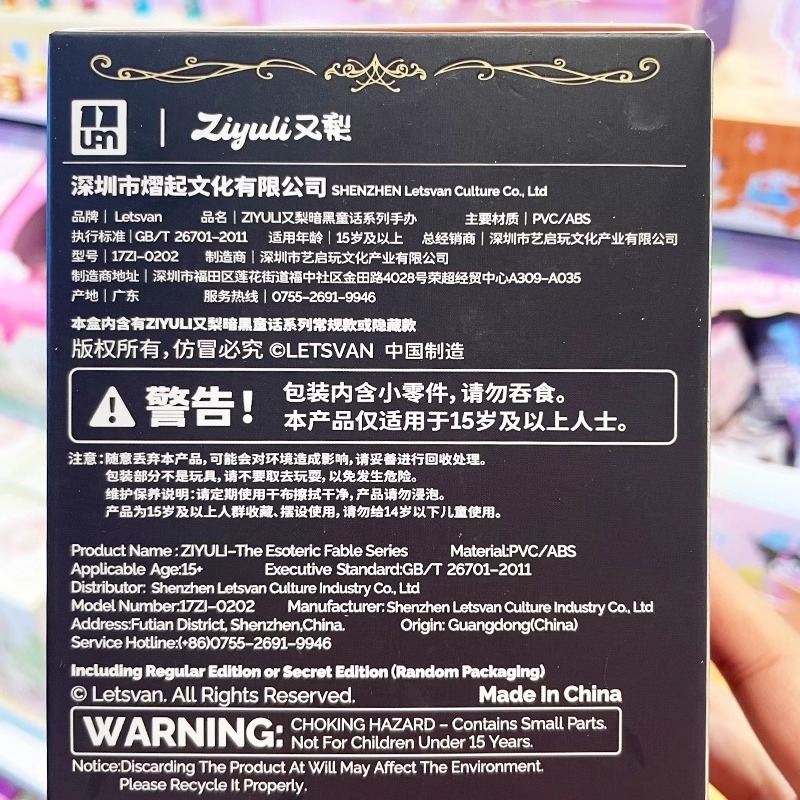 LVAN | Ziyuli又梨
深圳市熠起文化有限公司 SHENZHEN Letsvan Culture Co., Ltd
品牌 | Letsvan 品名 | ZIYULI又梨暗黑童话系列手办 主要材质 | PVC/ABS
执行标准 | GB/T 26701-2011 适用年龄 | 15岁及以上 总经销商 | 深圳市艺启玩文化产业有限公司
型号 | 17ZI-0202 制造商 | 深圳市艺启玩文化产业有限公司
制造商地址 | 深圳市福田区莲花街道福中社区金田路4028号荣超经贸中心A309-A035
产地 | 广东 服务热线 | 0755-2691-9946
本盒内含有ZIYULI又梨暗黑童话系列常规款或隐藏款
版权所有，仿冒必究 ©LETSVAN 中国制造
警告！ 包装内含小零件，请勿吞食。
本产品仅适用于15岁及以上人士。
注意：随意丢弃本产品，可能会对环境造成影响，请妥善进行回收处理。
包装部分不是玩具，请不要取去玩耍，以免发生危险。
维护保养说明：请定期使用干布擦拭干净，产品请勿浸泡。
产品为15岁及以上人群收藏、摆设使用，请勿给14岁以下儿童使用。
Product Name : ZIYULI-The Esoteric Fable Series Material:PVC/ABS
Applicable Age:15+ Executive Standard:GB/T 26701-2011
Distributor: Shenzhen Letsvan Culture Industry Co., Ltd
Model Number:17ZI-0202 Manufacturer: Shenzhen Letsvan Culture Industry Co., Ltd
Address:Futian District, Shenzhen,China. Origin: Guangdong(China)
Service Hotline:(+86)0755-2691-9946
Including Regular Edition or Secret Edition (Random Packaging)
© Letsvan. All Rights Reserved. Made In China
WARNING: CHOKING HAZARD – Contains Small Parts.
Not For Children Under 15 Years.
Notice:Discarding The Product At Will May Affect The Environment.
Please Recycle It Properly.